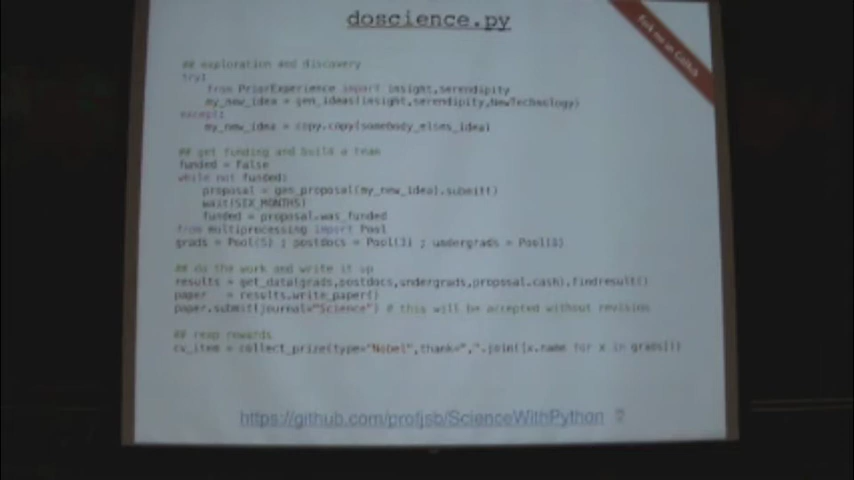 doscience.py
Fork me on GitHub
## exploration and discovery
try:
from PriorExperience import insight,serendipity
my_new_idea = gen_ideas(insight,serendipity,NewTechnology)
except:
my_new_idea = copy.copy(somebody_elses_idea)
## get funding and build a team
funded = False
while not funded:
proposal = gen_proposal(my_new_idea).submit()
wait(SIX_MONTHS)
funded = proposal.was_funded
from multiprocessing import Pool
grads = Pool(5) ; postdocs = Pool(3) ; undergrads =
## do the work and write it up
results = get_data(grads,postdocs,undergrads,proposal.cash).findresult()
paper = results.write_paper()
paper.submit(journal="Science") # this will be accepted without revision
## reap rewards
cv_item = collect_prize(type="Nobel",thank=",".join([x.name for x in grads]))
https://github.com/profjsb/ScienceWithPython